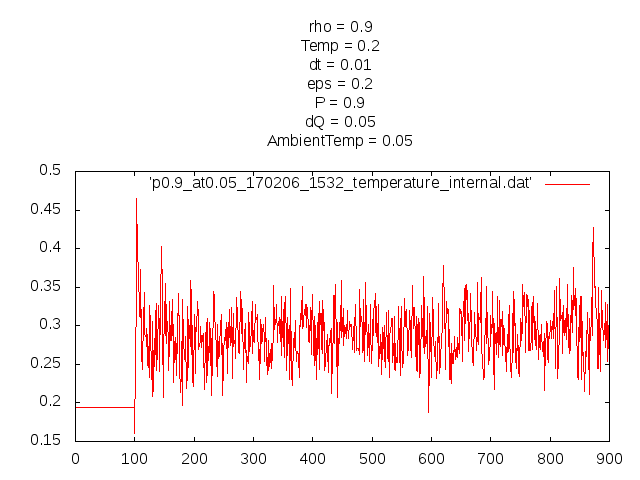 rho = 0.9
Temp = 0.2
dt = 0.01
eps = 0.2
P = 0.9
dQ = 0.05
AmbientTemp = 0.05
'p0.9_at0.05_170206_1532_temperature_internal.dat'
0.5
0.45
0.4
0.35
0.3
0.25
0.2
0.15
0 100 200 300 400 500 600 700 800 900